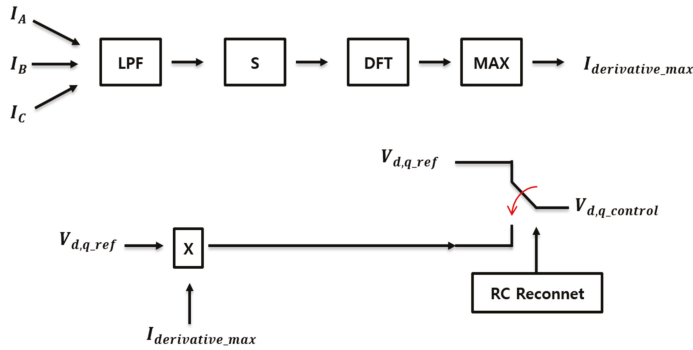 I_A
I_B
I_C
LPF
S
DFT
MAX
I_derivative_max
V_d,q_ref
V_d,q_control
V_d,q_ref
X
RC Reconnet
I_derivative_max